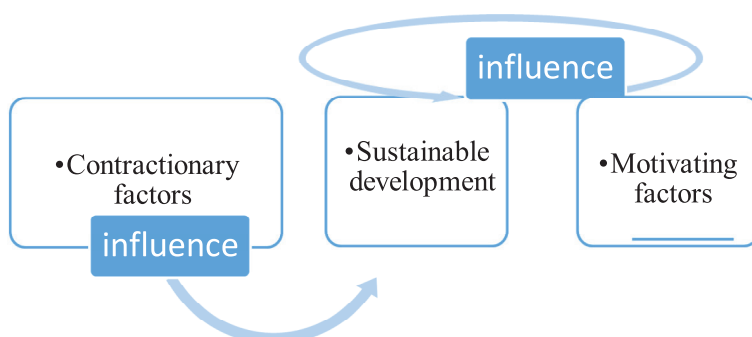 influence
•Contractionary
factors
influence
•Sustainable
development
•Motivating
factors